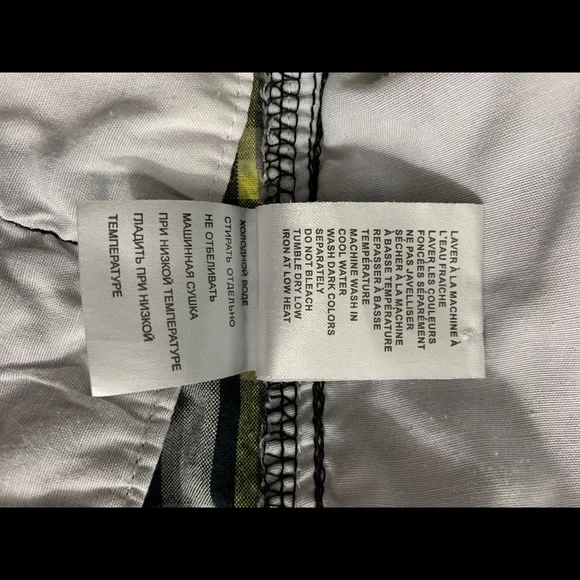 LAVER À LA MACHINE À
L'EAU FRAICHE
LAVER LES COULEURS
FONCÉES SÉPARÉMENT
NE PAS JAVELLISER
SÉCHER À LA MACHINE
À BASSE TEMPÉRATURE
REPASSER À BASSE
TEMPÉRATURE
MACHINE WASH IN
COOL WATER
WASH DARK COLORS
SEPARATELY
DO NOT BLEACH
TUMBLE DRY LOW
IRON AT LOW HEAT
ХОЛОДНОЙ ВОДЕ
СТИРАТЬ ОТДЕЛЬНО
НЕ ОТБЕЛИВАТЬ
МАШИННАЯ СУШКА
ПРИ НИЗКОЙ ТЕМПЕРАТУРЕ
ГЛАДИТЬ ПРИ НИЗКОЙ
ТЕМПЕРАТУРЕ